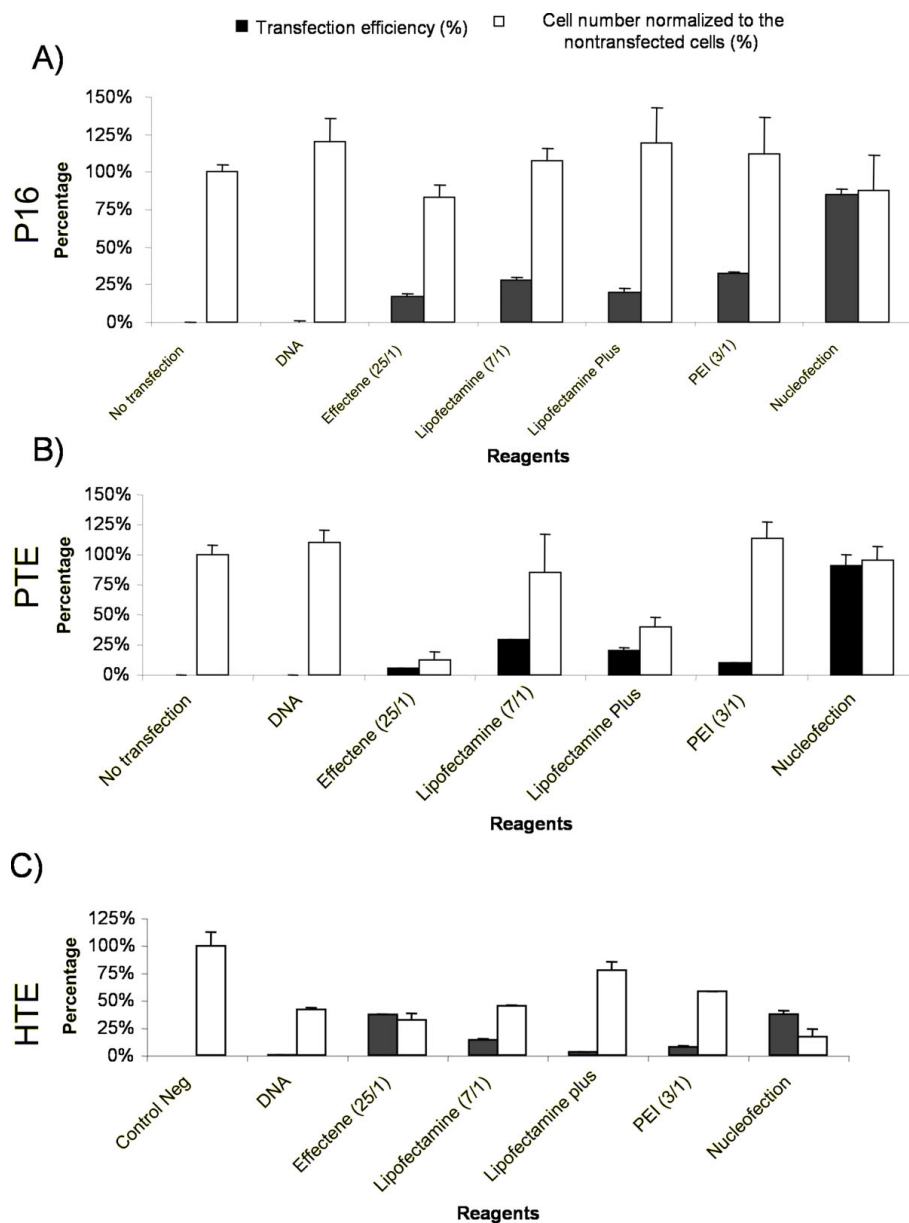 Transfection efficiency (%)
Cell number normalized to the
nontransfected cells (%)
A)
P16
Percentage
150%
125%
100%
75%
50%
25%
0%
No transfection
DNA
Effectene (25/1)
Lipofectamine (7/1)
Lipofectamine Plus
PEI (3/1)
Nucleofection
Reagents
B)
PTE
Percentage
150%
125%
100%
75%
50%
25%
0%
No transfection
DNA
Effectene (25/1)
Lipofectamine (7/1)
Lipofectamine Plus
PEI (3/1)
Nucleofection
Reagents
C)
HTE
Percentage
125%
100%
75%
50%
25%
0%
Control Neg
DNA
Effectene (25/1)
Lipofectamine (7/1)
Lipofectamine plus
PEI (3/1)
Nucleofection
Reagents